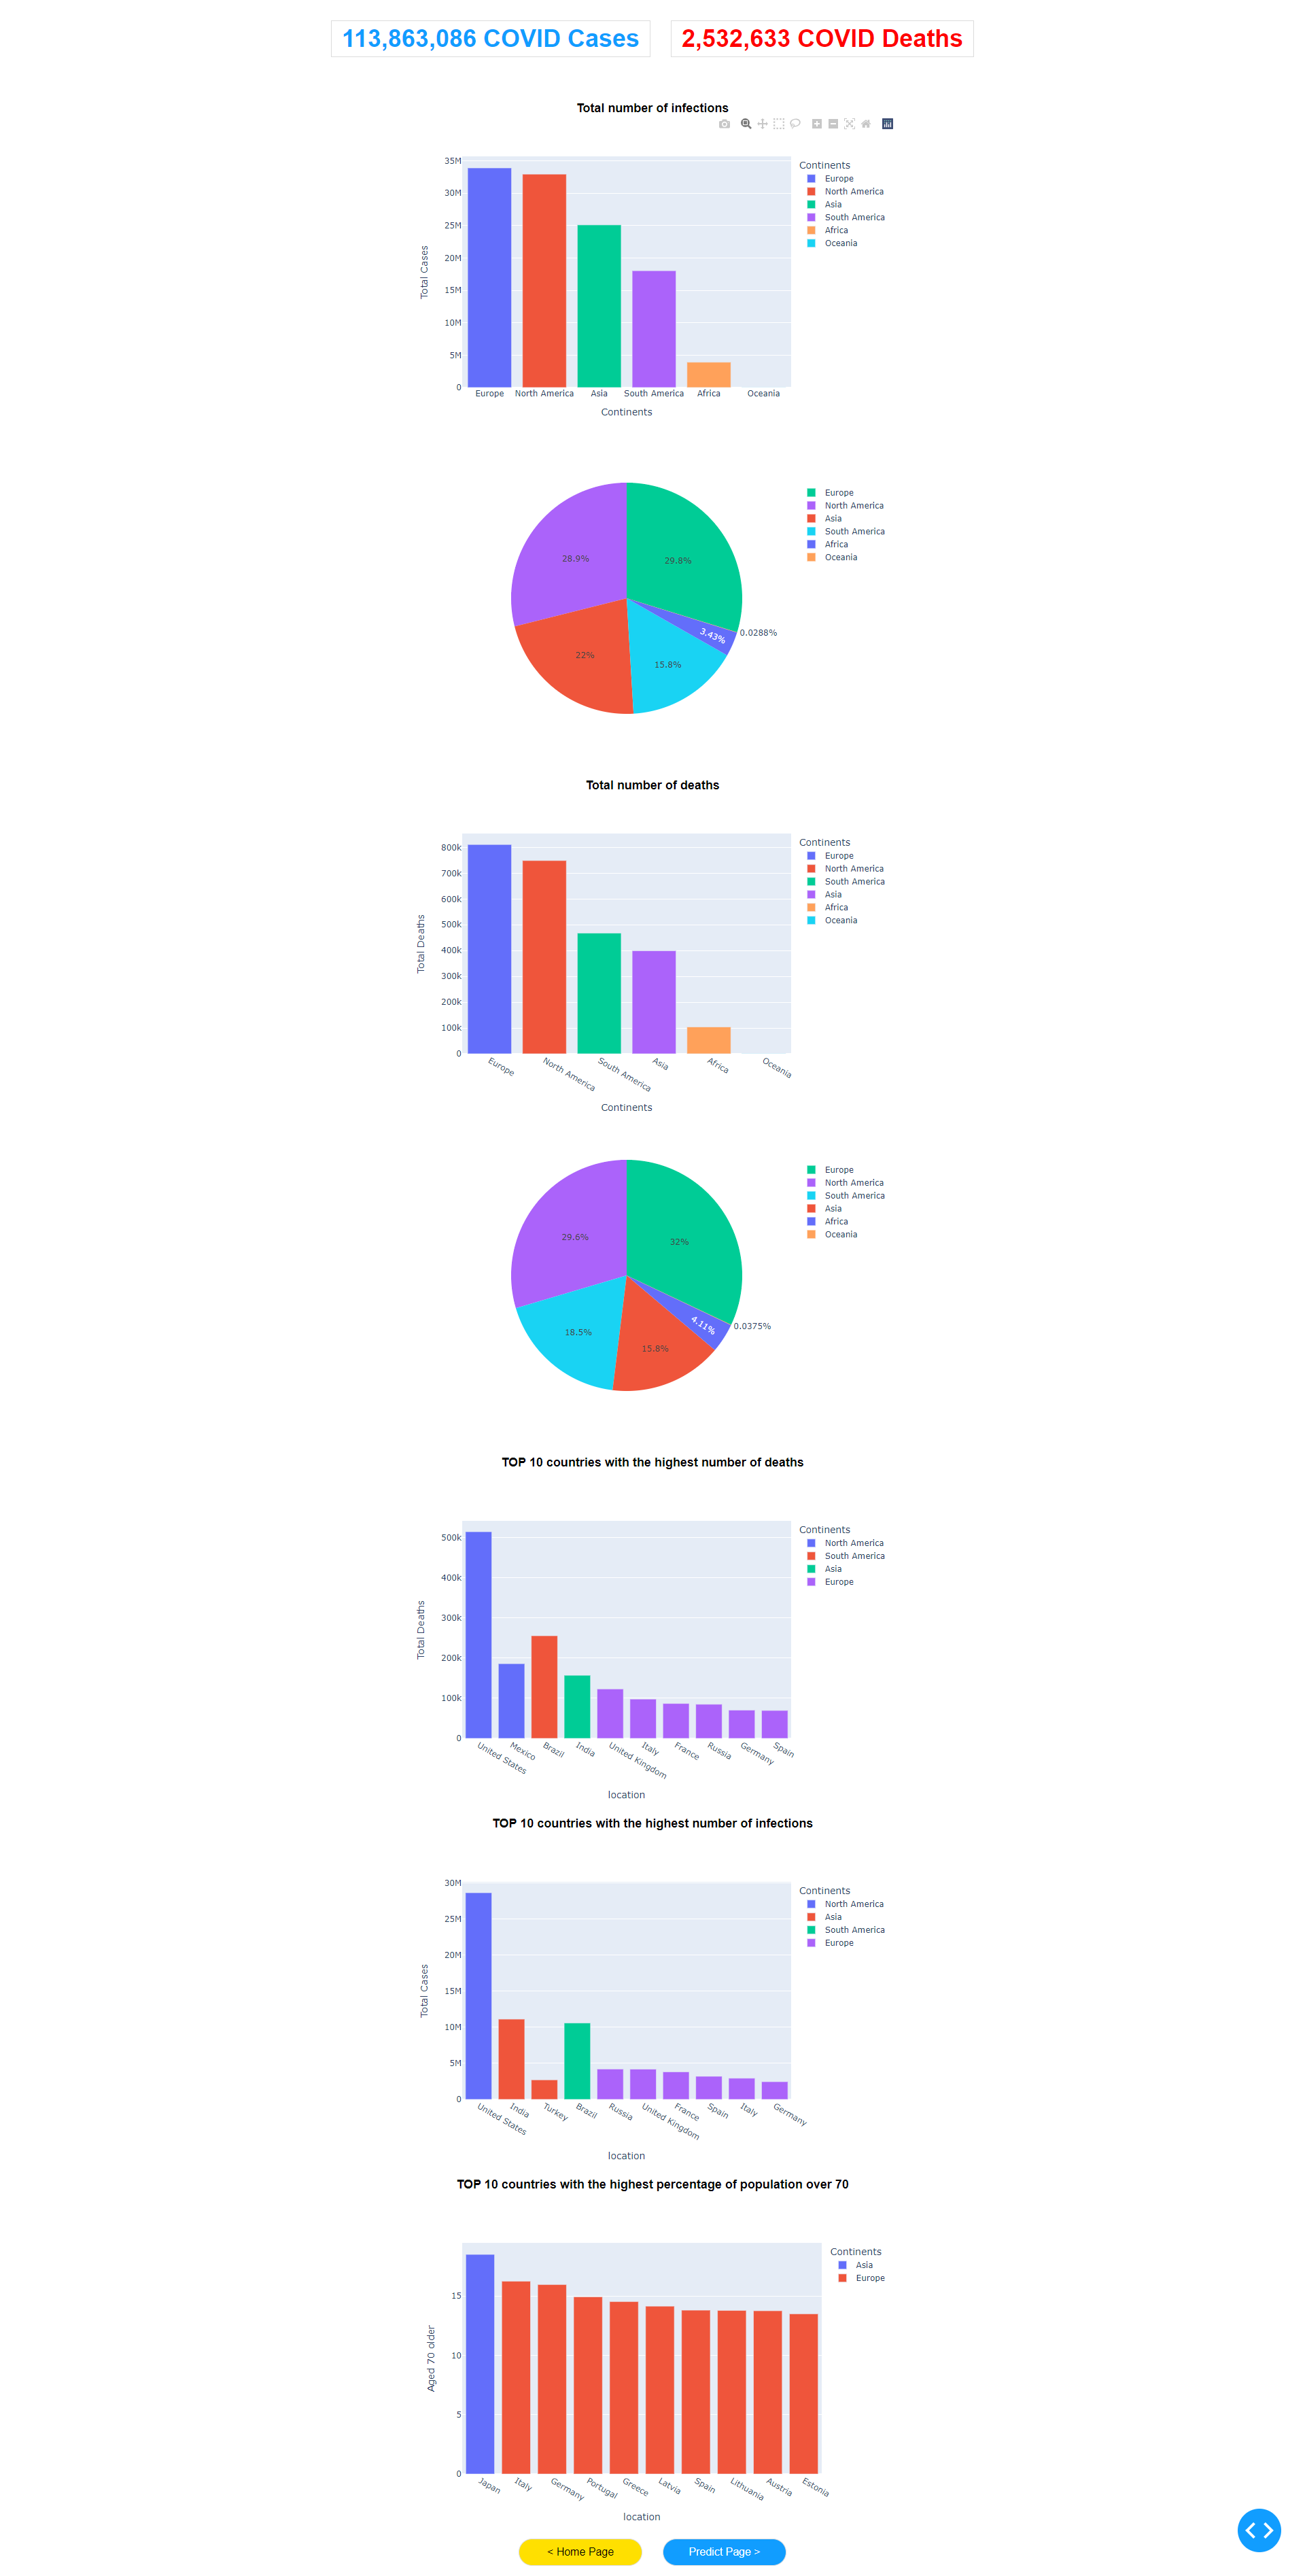 113,863,086 COVID Cases
2,532,633 COVID Deaths
Total number of infections
35M
30M
25M
20M
15M
10M
5M
0
Total Cases
Europe North America Asia South America Africa Oceania
Continents
Continents
Europe
North America
Asia
South America
Africa
Oceania
28.9%
29.8%
3.43%
0.0288%
22%
15.8%
Europe
North America
Asia
South America
Africa
Oceania
Total number of deaths
800k
700k
600k
500k
400k
300k
200k
100k
0
Total Deaths
Europe North America South America Asia Africa Oceania
Continents
Continents
Europe
North America
South America
Asia
Africa
Oceania
29.6%
32%
4.11%
0.0375%
18.5%
15.8%
Europe
North America
South America
Asia
Africa
Oceania
TOP 10 countries with the highest number of deaths
500k
400k
300k
200k
100k
0
Total Deaths
United States Mexico Brazil India United Kingdom Italy France Russia Germany Spain
location
Continents
North America
South America
Asia
Europe
TOP 10 countries with the highest number of infections
30M
25M
20M
15M
10M
5M
0
Total Cases
United States India Turkey Brazil Russia United Kingdom France Spain Italy Germany
location
Continents
North America
Asia
South America
Europe
TOP 10 countries with the highest percentage of population over 70
15
10
5
0
Aged 70 older
Japan Italy Germany Portugal Greece Latvia Spain Lithuania Austria Estonia
location
Continents
Asia
Europe
< Home Page
Predict Page >